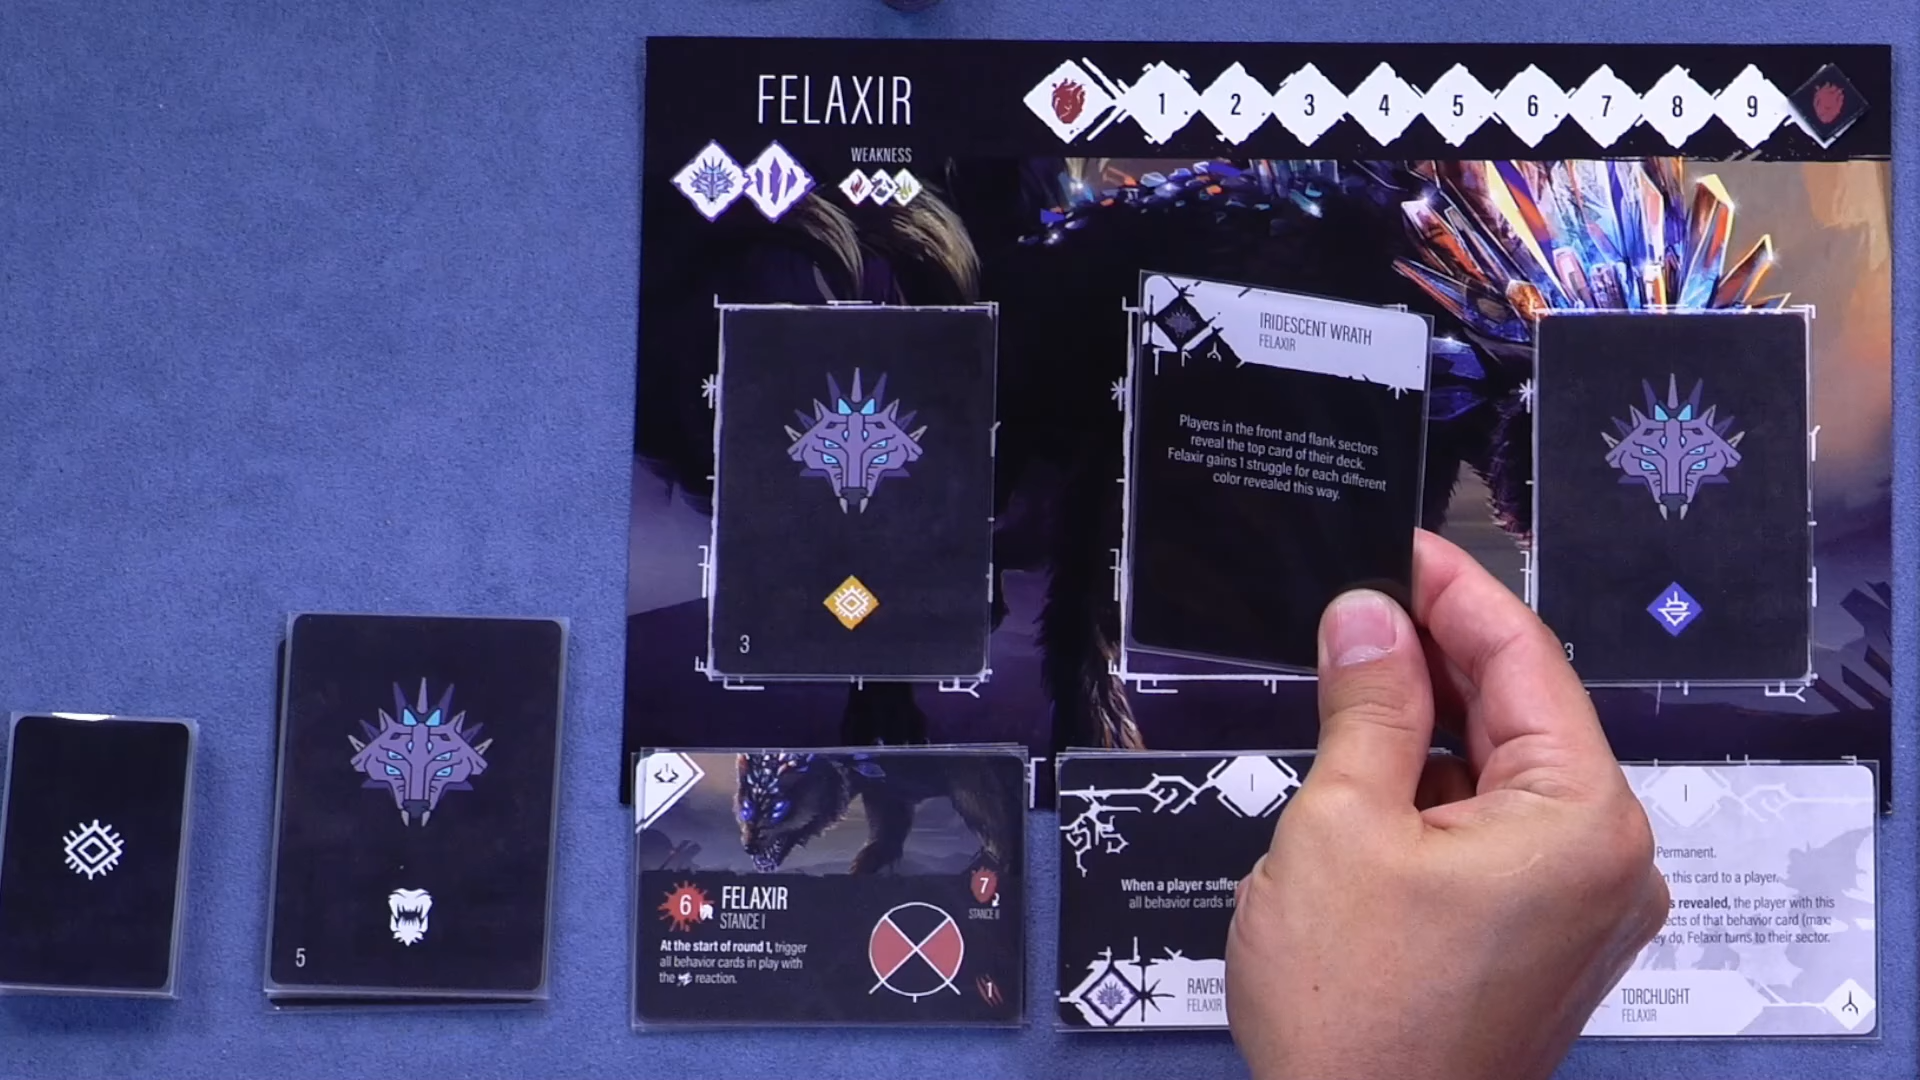 FELAXIR
WEAKNESS
1 2 3 4 5 6 7 8 9
IRIDESCENT WRATH
FELAXIR
Players in the front and flank sectors
reveal the top card of their deck.
Felaxir gains 1 struggle for each different
color revealed this way.
3
3
5
6
FELAXIR
STANCE I
7
STANCE II
At the start of round 1, trigger
all behavior cards in play with
the reaction.
1
I
When a player suffer
all behavior cards in
RAVEN
FELAXIR
I
Permanent.
n this card to a player.
s revealed, the player with this
ects of that behavior card (max:
ey do, Felaxir turns to their sector.
TORCHLIGHT
FELAXIR